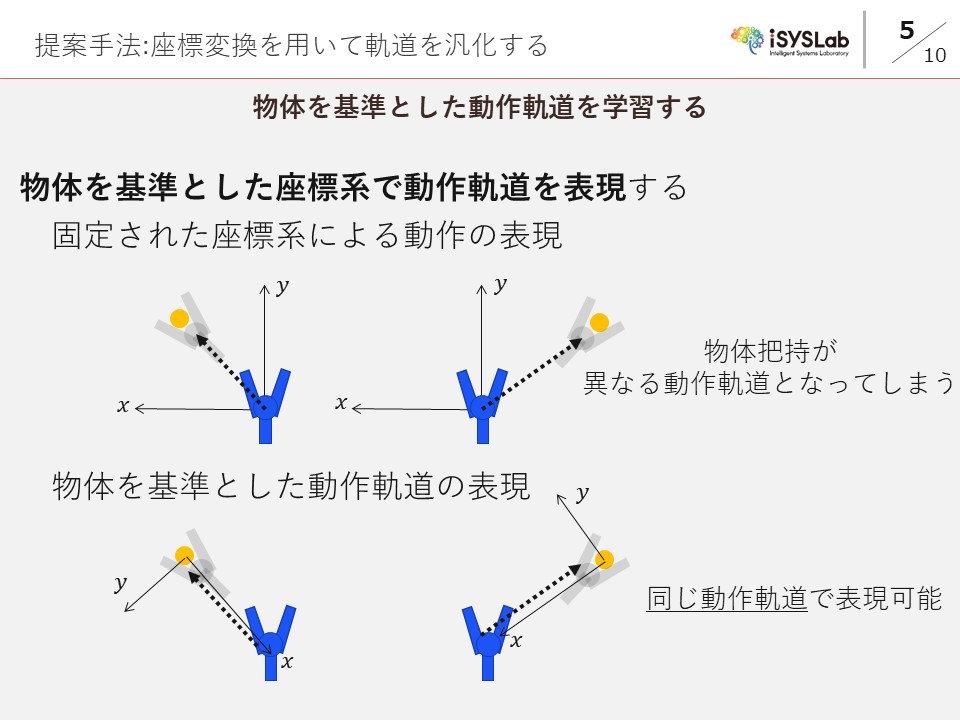 提案手法:座標変換を用いて軌道を汎化する
iSYSLab
Intelligent Systems Laboratory
5
10
物体を基準とした動作軌道を学習する
物体を基準とした座標系で動作軌道を表現する
固定された座標系による動作の表現
y
y
x
x
物体把持が
異なる動作軌道となってしまう
物体を基準とした動作軌道の表現
y
y
x
x
同じ動作軌道で表現可能